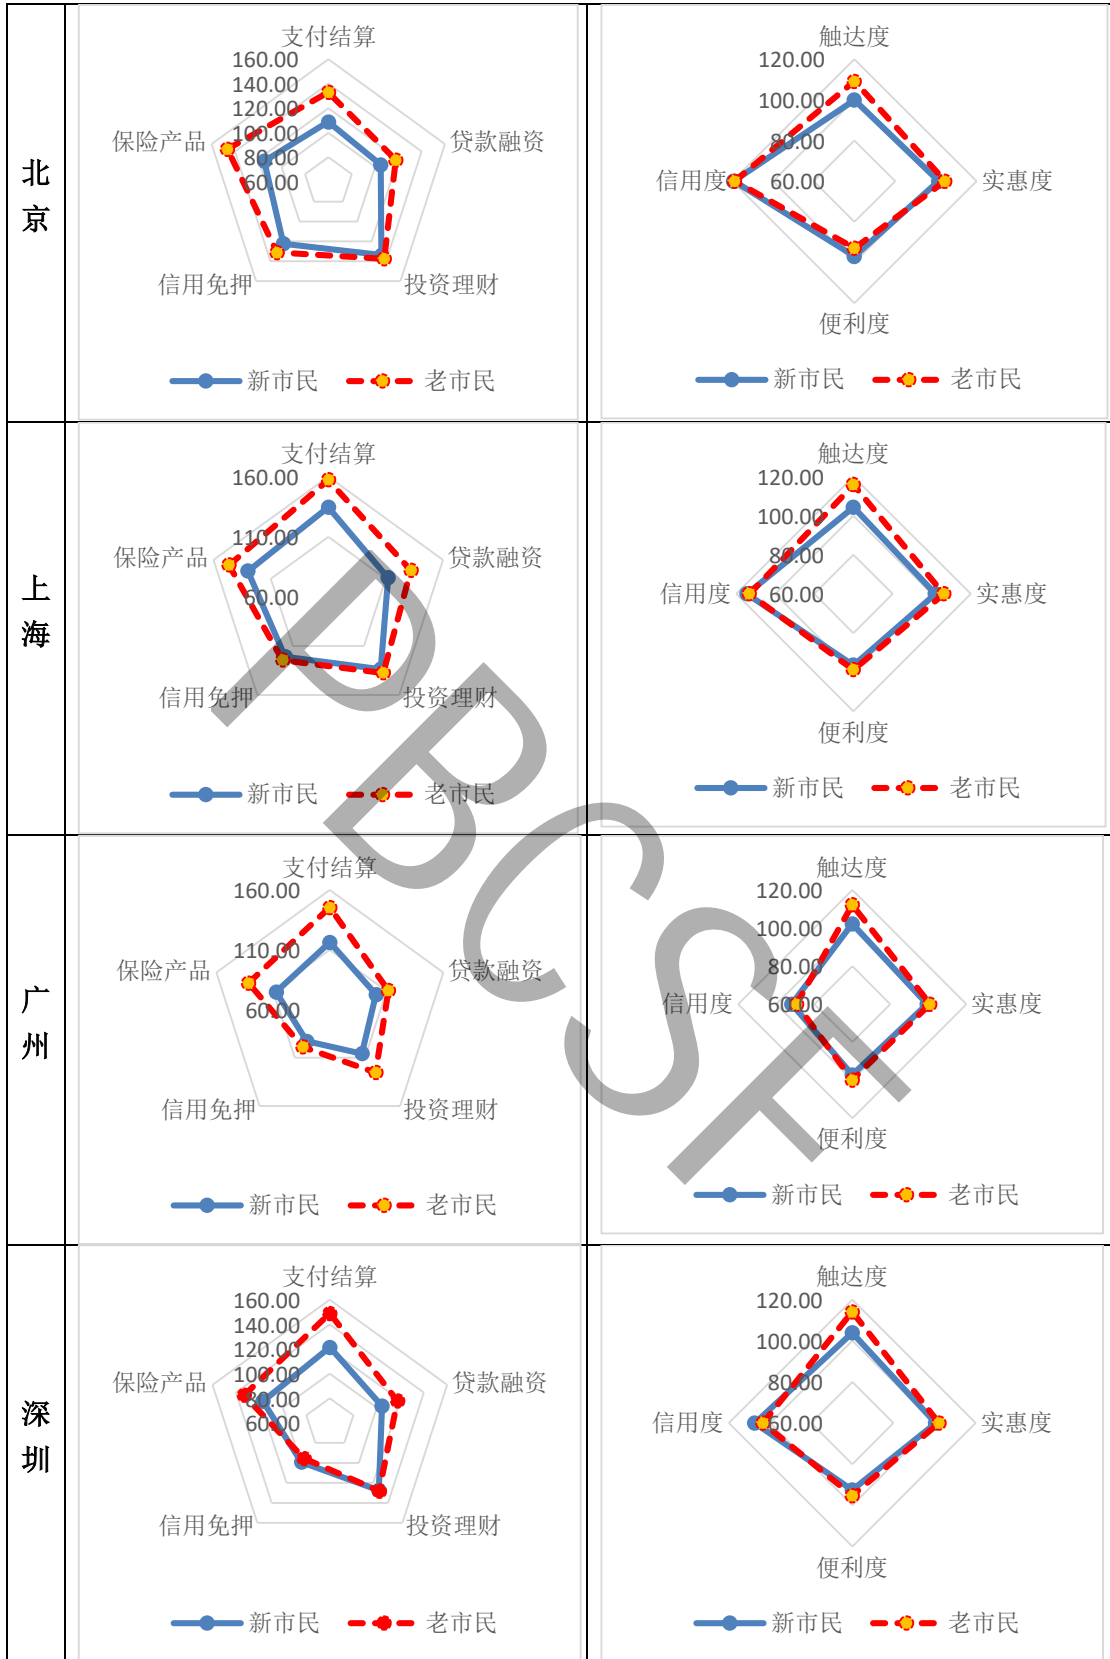 北京
支付结算
160.00
140.00
120.00
100.00
80.00
60.00
保险产品
贷款融资
信用免押
投资理财
新市民
老市民
触达度
120.00
100.00
80.00
60.00
信用度
实惠度
便利度
新市民
老市民
上海
支付结算
160.00
110.00
60.00
保险产品
贷款融资
信用免押
投资理财
新市民
老市民
触达度
120.00
100.00
80.00
60.00
信用度
实惠度
便利度
新市民
老市民
广州
支付结算
160.00
110.00
60.00
保险产品
贷款融资
信用免押
投资理财
新市民
老市民
触达度
120.00
100.00
80.00
60.00
信用度
实惠度
便利度
新市民
老市民
深圳
支付结算
160.00
140.00
120.00
100.00
80.00
60.00
保险产品
贷款融资
信用免押
投资理财
新市民
老市民
触达度
120.00
100.00
80.00
60.00
信用度
实惠度
便利度
新市民
老市民
PBCSF